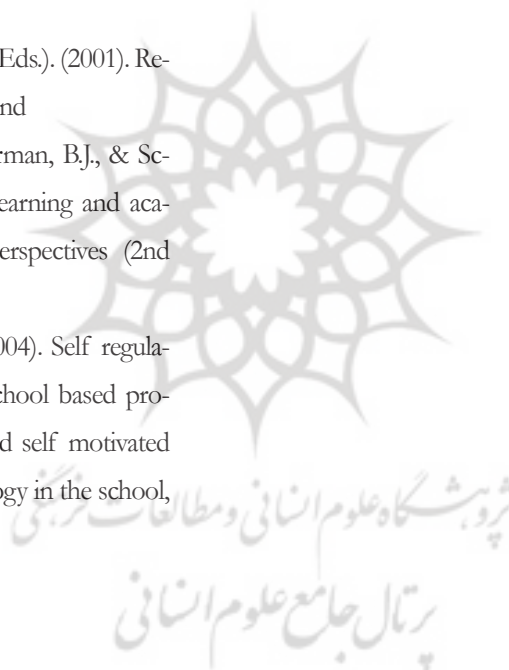 Eds.). (2001). Re-
nd
rman, B.J., & Sc-
earning and aca-
erspectives (2nd
004). Self regula-
chool based pro-
d self motivated
ogy in the school,
پژوهشگاه علوم انسانی و مطالعات فرهنگی
پرتال جامع علوم انسانی